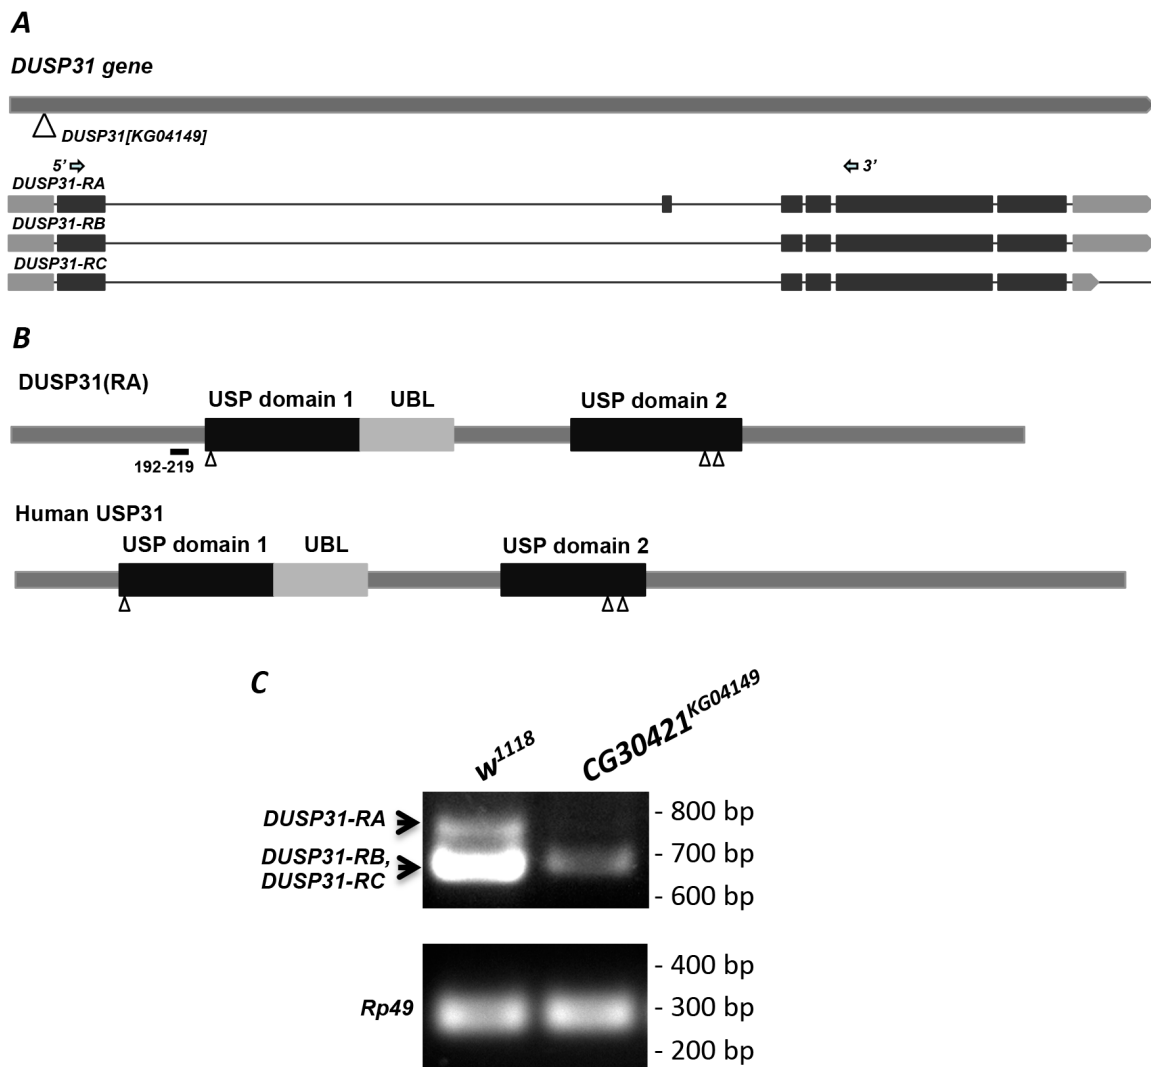 A
DUSP31 gene
DUSP31[KG04149]
5' 3'
DUSP31-RA
DUSP31-RB
DUSP31-RC
B
DUSP31(RA)
USP domain 1 UBL USP domain 2
192-219
Human USP31
USP domain 1 UBL USP domain 2
C
w1118 CG30421KG04149
DUSP31-RA
DUSP31-RB,
DUSP31-RC
- 800 bp
- 700 bp
- 600 bp
Rp49
- 400 bp
- 300 bp
- 200 bp